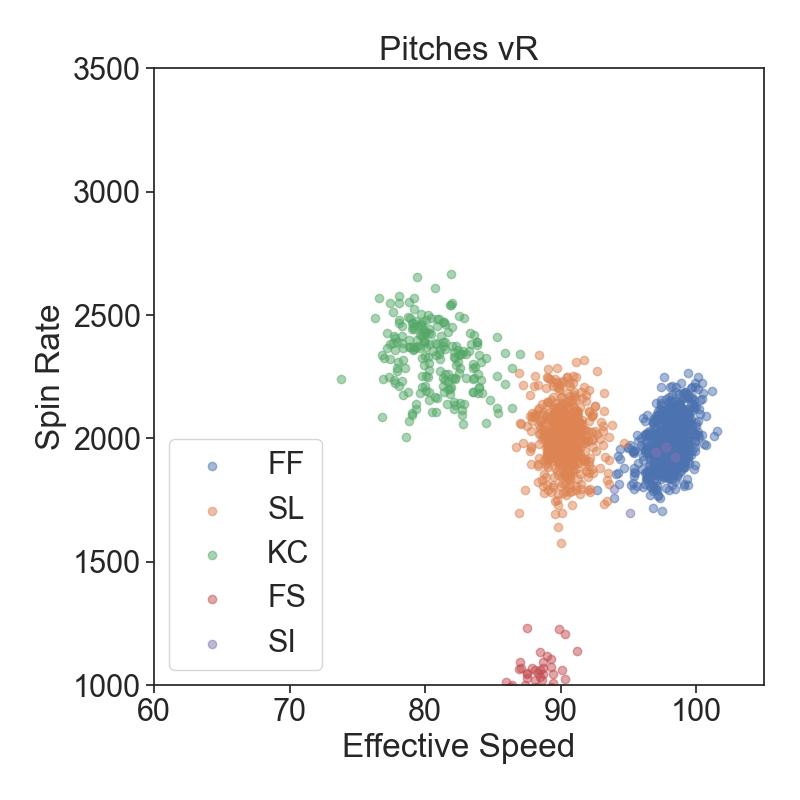 Pitches vR
3500
3000
2500
2000
1500
1000
Spin Rate
FF
SL
KC
FS
SI
60 70 80 90 100
Effective Speed